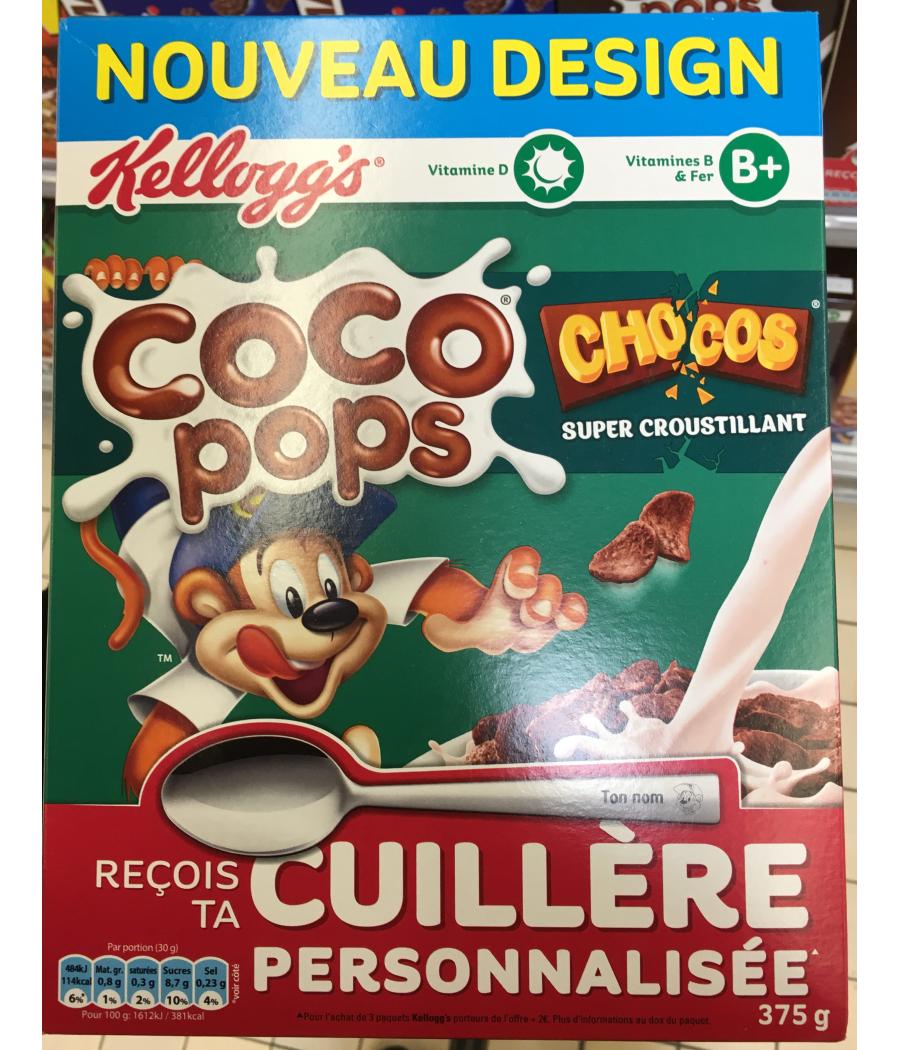 NOUVEAU DESIGN
Kellogg's®
Vitamine D
Vitamines B
& Fer
B+
COCO
pops
®
CHOCOS
®
SUPER CROUSTILLANT
TM
Ton nom
REÇOIS
TA
CUILLÈRE
PERSONNALISÉE▲
Par portion (30 g)
484kJ
114kcal
6%*
Mat. gr.
0,8 g
1%
saturées
0,3 g
2%
Sucres
8,7 g
10%
Sel
0,23 g
4%
*voir côté
Pour 100 g: 1612kJ / 381kcal
▲Pour l'achat de 3 paquets Kellogg's porteurs de l'offre + 2€. Plus d'informations au dos du paquet.
375 g